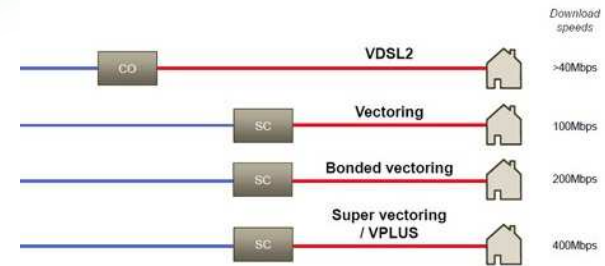 Download
speeds
VDSL2
CO
>40Mbps
Vectoring
SC
100Mbps
Bonded vectoring
SC
200Mbps
Super vectoring
/ VPLUS
SC
400Mbps